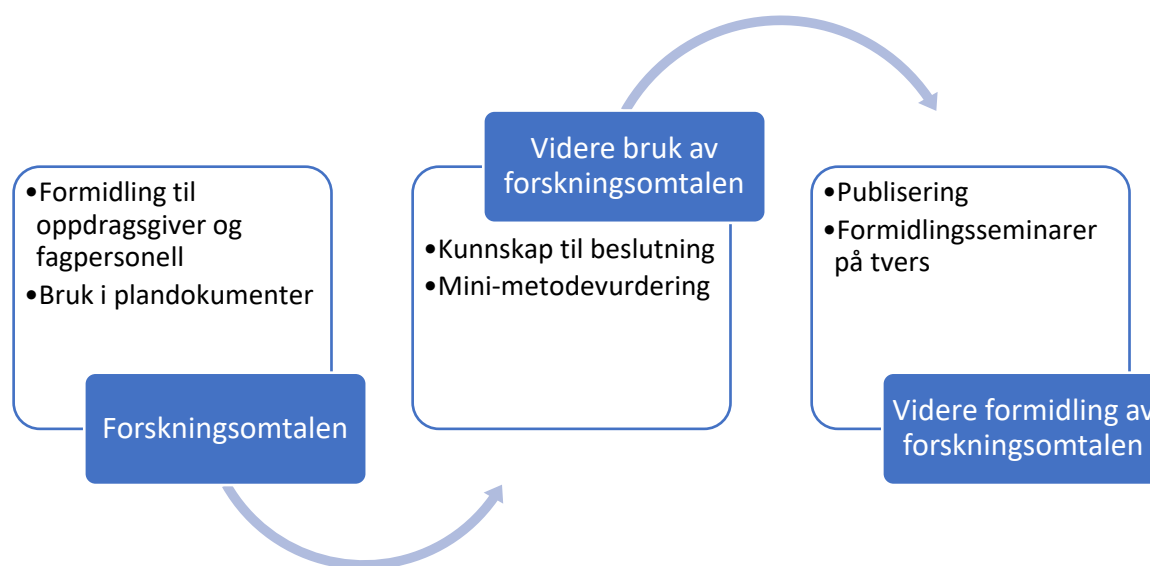 •Formidling til
oppdragsgiver og
fagpersonell
•Bruk i plandokumenter
Forskningsomtalen
Videre bruk av
forskningsomtalen
•Kunnskap til beslutning
•Mini-metodevurdering
•Publisering
•Formidlingsseminarer
på tvers
Videre formidling av
forskningsomtalen